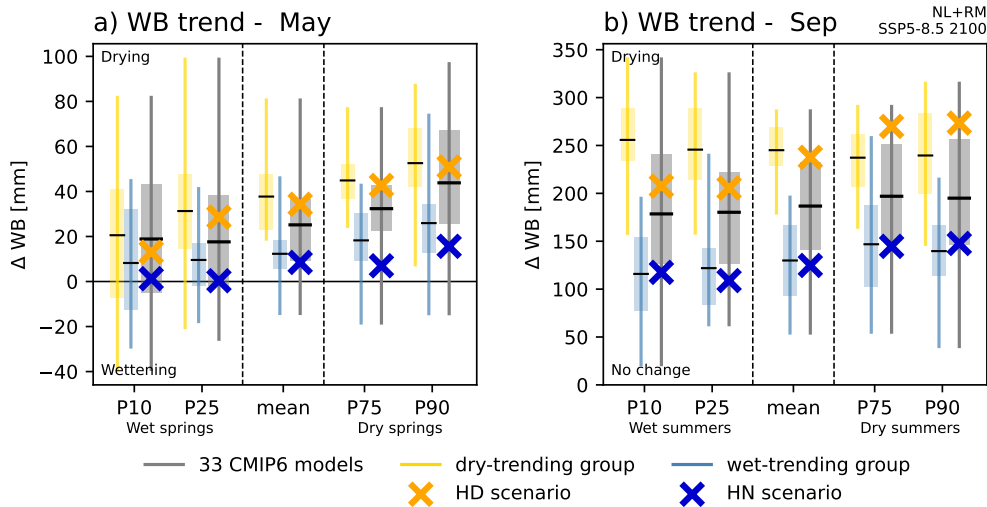 a) WB trend -  May
b) WB trend -  Sep
NL+RM
SSP5-8.5 2100
Drying
Wettening
Δ WB [mm]
100
80
60
40
20
0
−20
−40
P10
P25
mean
P75
P90
Wet springs
Dry springs
Drying
No change
Δ WB [mm]
350
300
250
200
150
100
50
0
P10
P25
mean
P75
P90
Wet summers
Dry summers
33 CMIP6 models
dry-trending group
wet-trending group
HD scenario
HN scenario